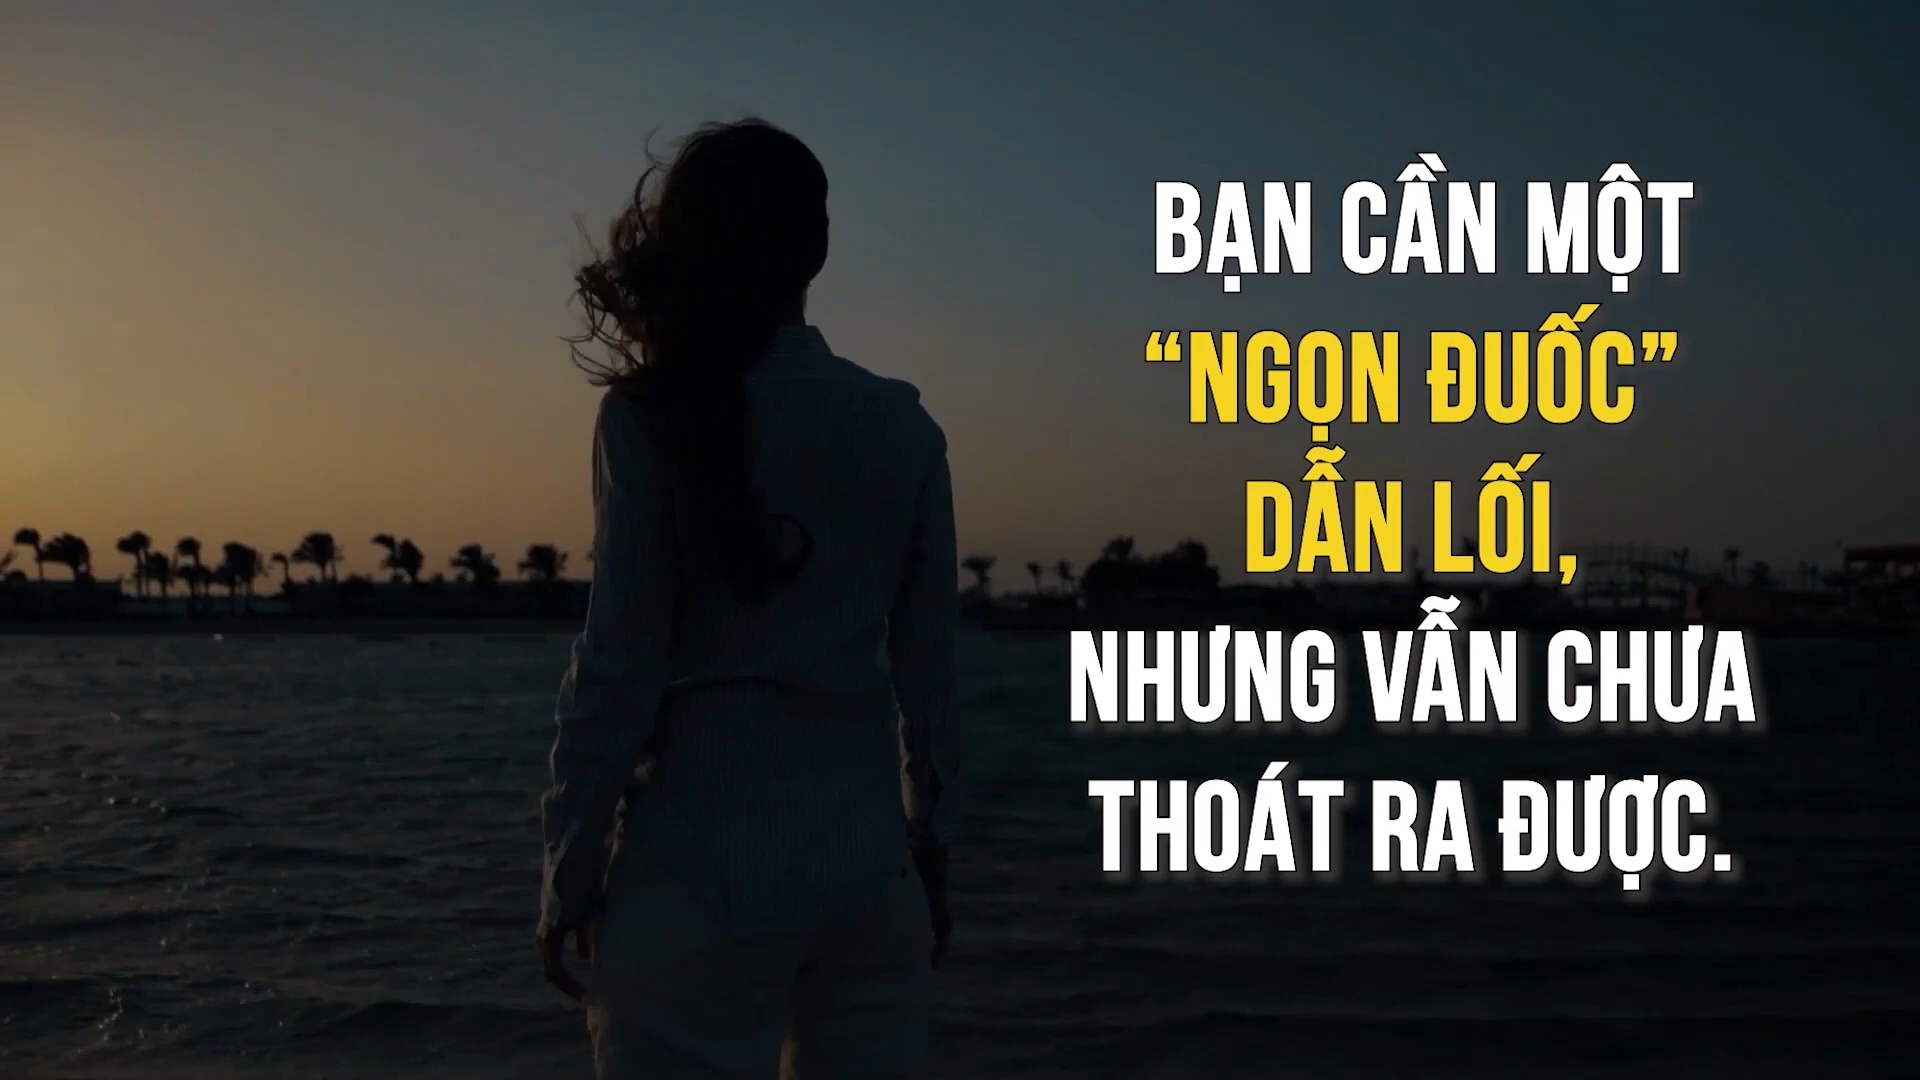 BẠN CẦN MỘT
“NGỌN ĐUỐC”
DẪN LỐI,
NHƯNG VẪN CHƯA
THOÁT RA ĐƯỢC.